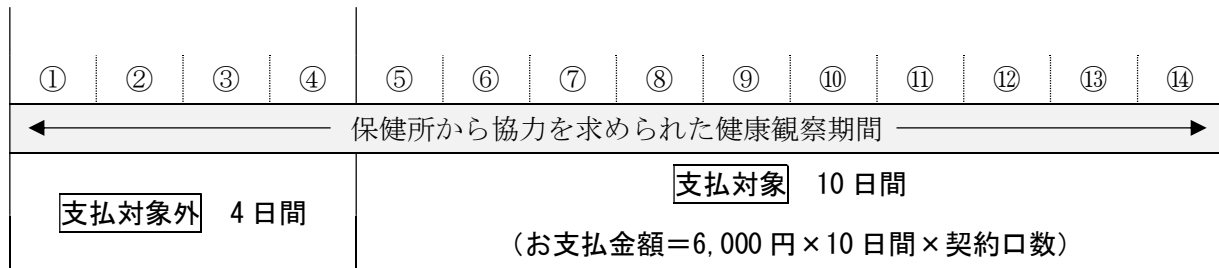 ① ② ③ ④ ⑤ ⑥ ⑦ ⑧ ⑨ ⑩ ⑪ ⑫ ⑬ ⑭
保健所から協力を求められた健康観察期間
支払対象外 4日間
支払対象 10日間
（お支払金額＝6,000円×10日間×契約口数）